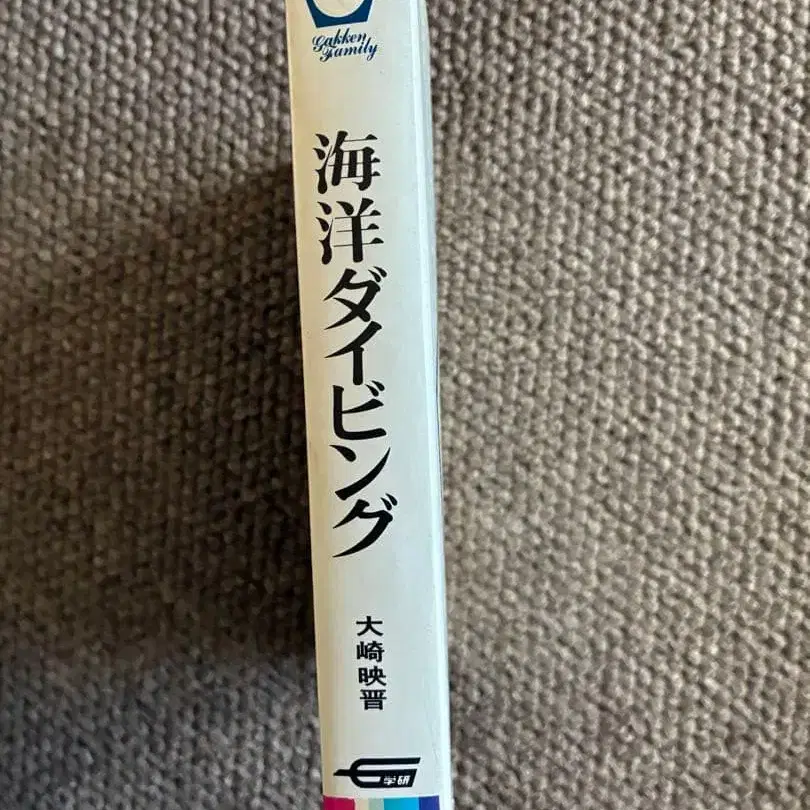 Gakken
Family
海洋ダイビング
大崎映晋
学研